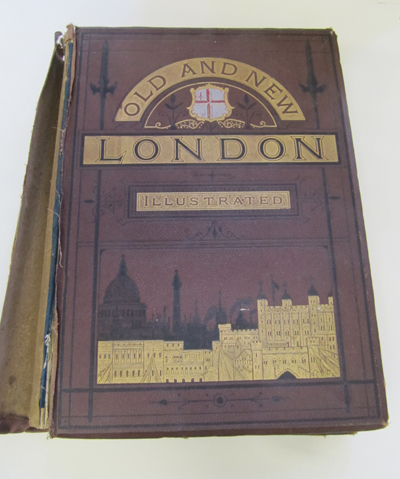 OLD AND NEW
LONDON
ILLUSTRATED